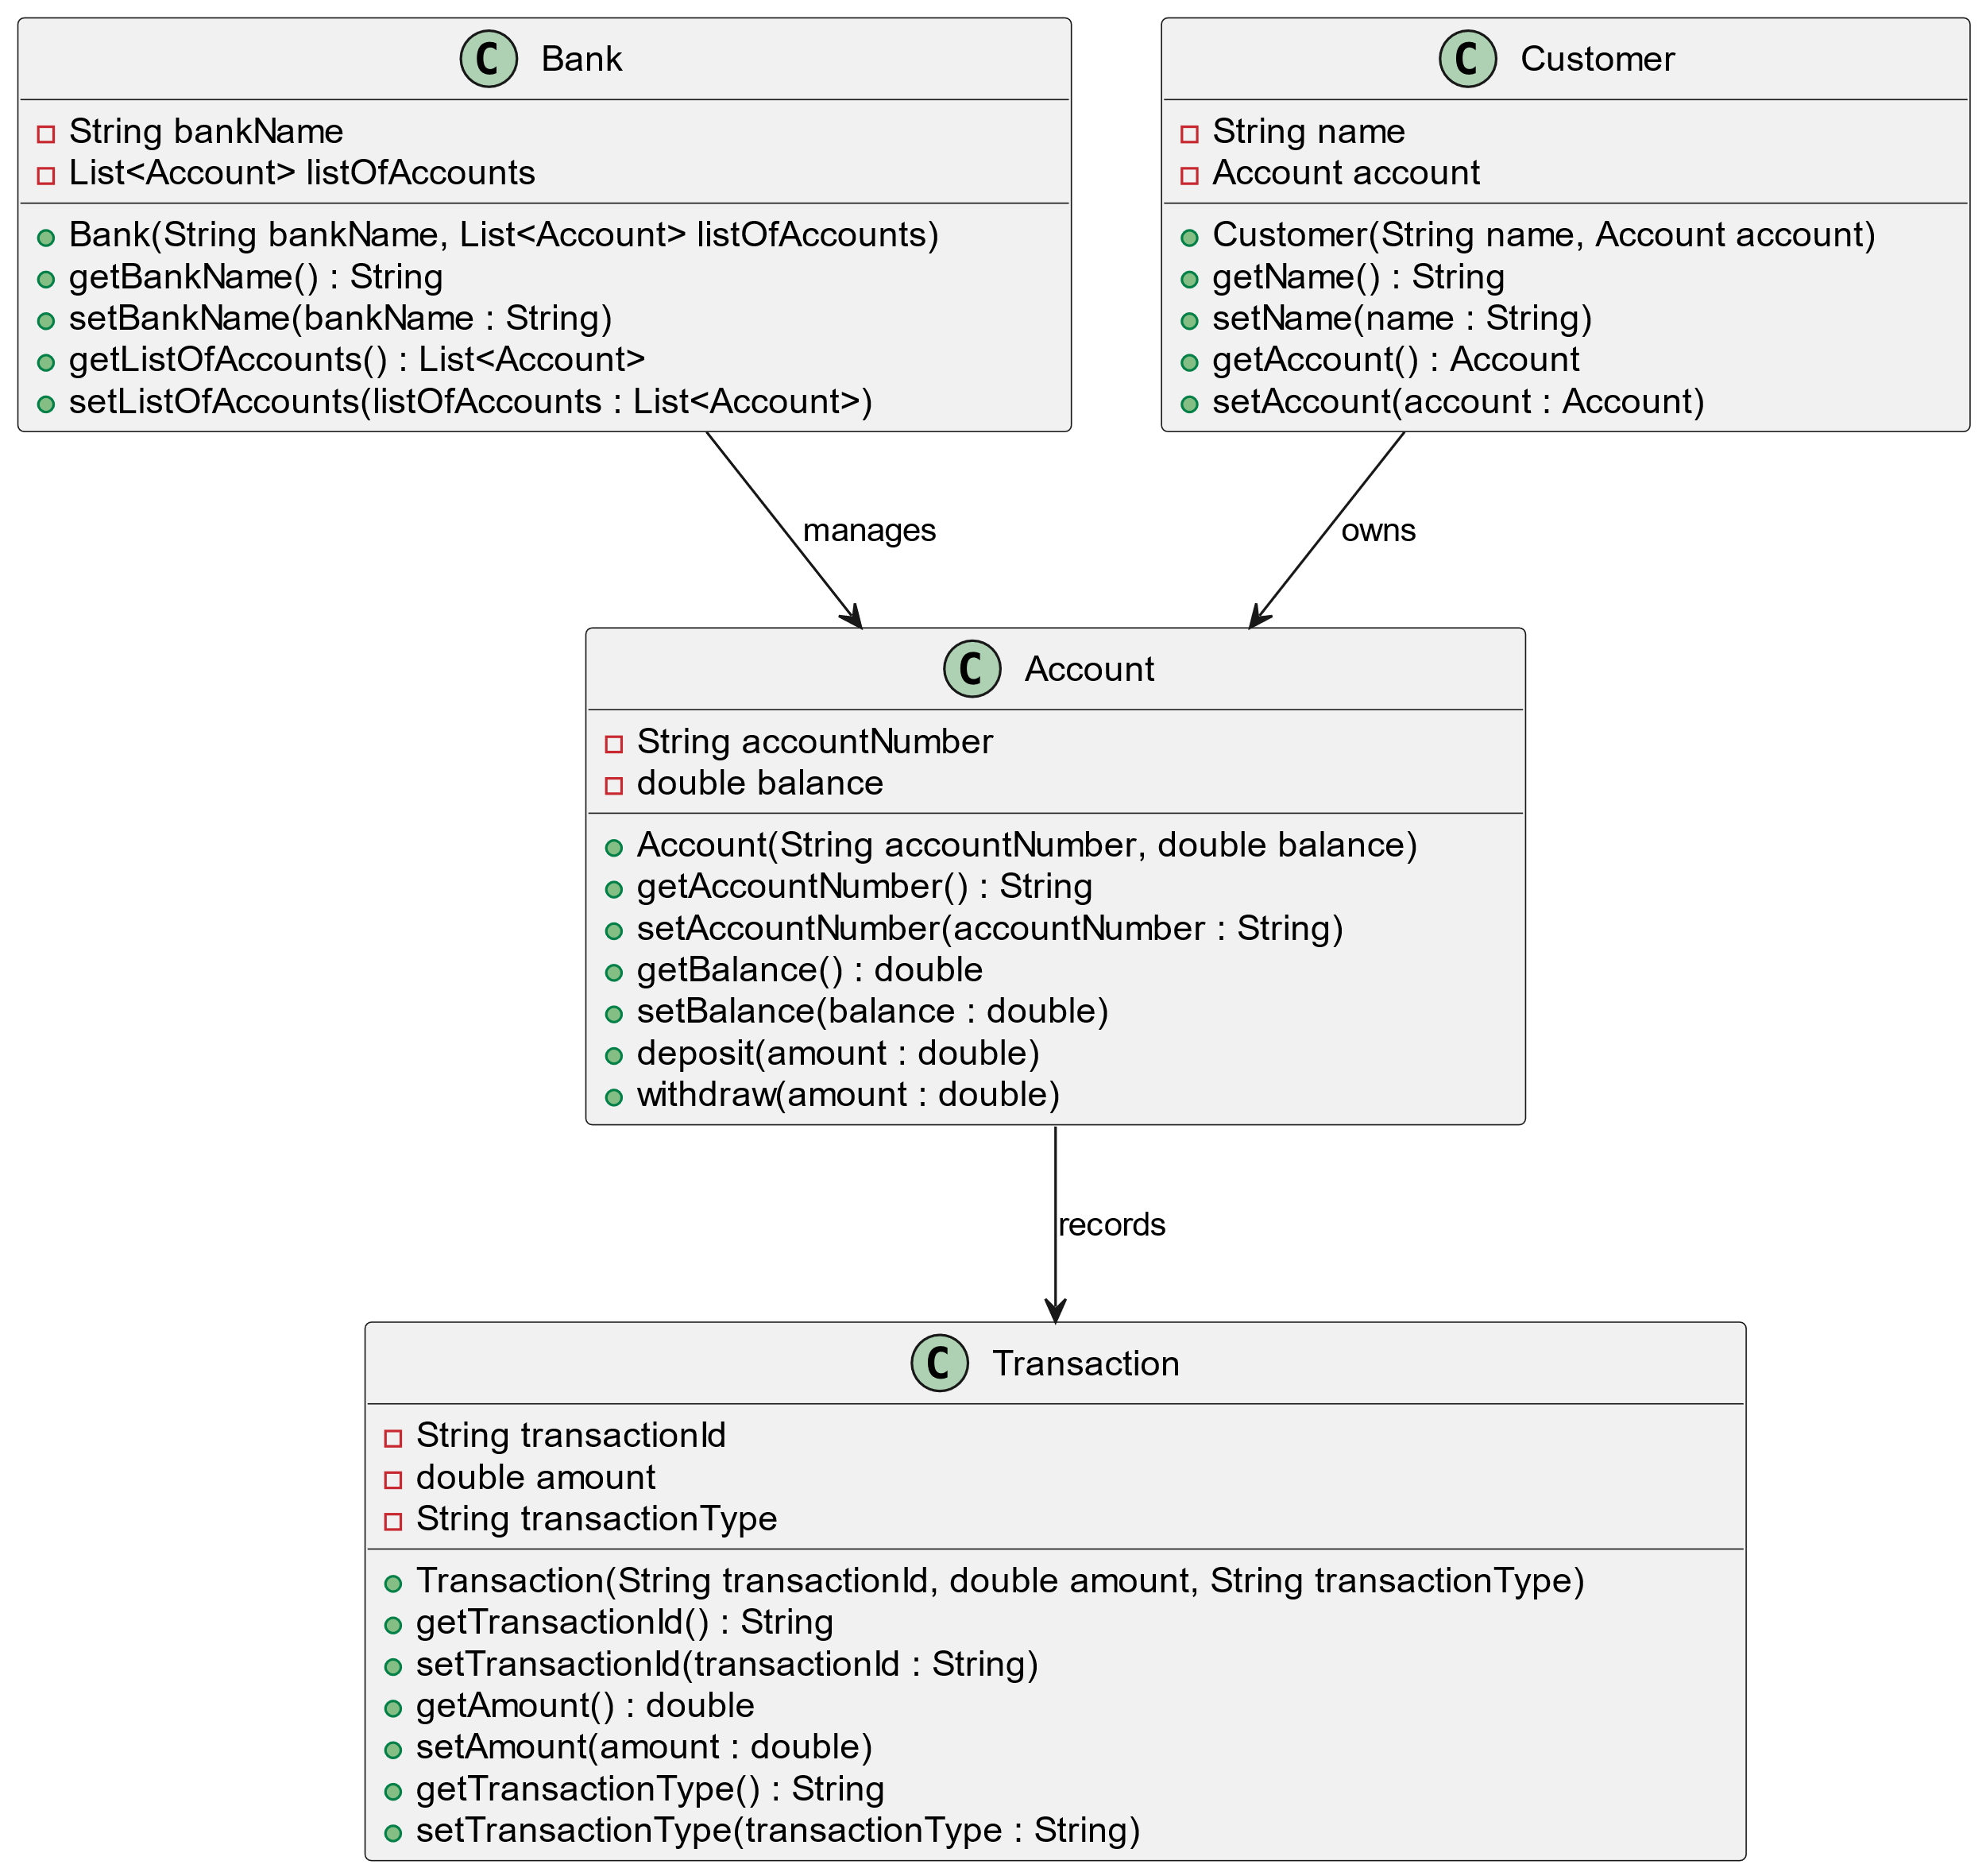 C Bank
String bankName
List<Account> listOfAccounts
Bank(String bankName, List<Account> listOfAccounts)
getBankName() : String
setBankName(bankName : String)
getListOfAccounts() : List<Account>
setListOfAccounts(listOfAccounts : List<Account>)
C Customer
String name
Account account
Customer(String name, Account account)
getName() : String
setName(name : String)
getAccount() : Account
setAccount(account : Account)
manages
owns
C Account
String accountNumber
double balance
Account(String accountNumber, double balance)
getAccountNumber() : String
setAccountNumber(accountNumber : String)
getBalance() : double
setBalance(balance : double)
deposit(amount : double)
withdraw(amount : double)
records
C Transaction
String transactionId
double amount
String transactionType
Transaction(String transactionId, double amount, String transactionType)
getTransactionId() : String
setTransactionId(transactionId : String)
getAmount() : double
setAmount(amount : double)
getTransactionType() : String
setTransactionType(transactionType : String)